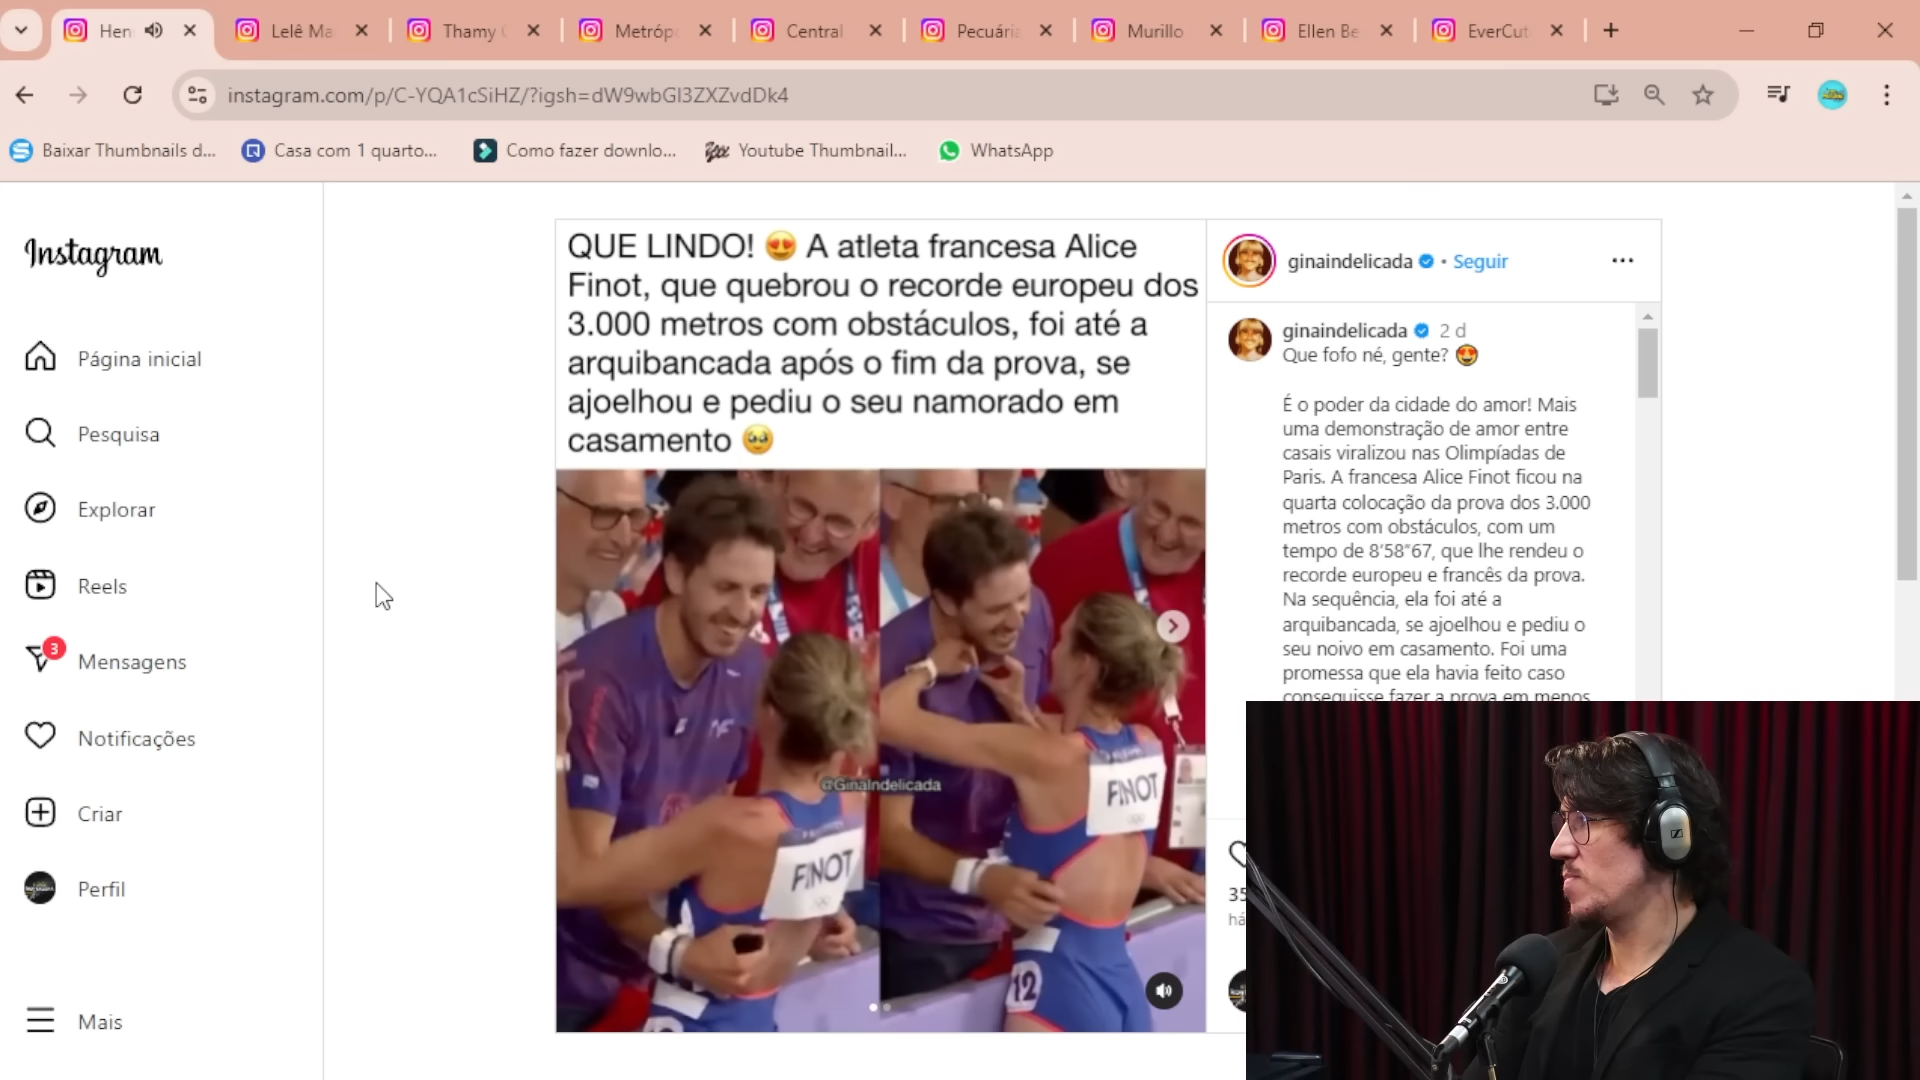 Hen
Lelê Ma
Thamy
Metróp
Central
Pecuári
Murillo
Ellen Be
EverCut
instagram.com/p/C-YQA1cSiHZ/?igsh=dW9wbGl3ZXZvdDk4
Baixar Thumbnails d...
Casa com 1 quarto...
Como fazer downlo...
Youtube Thumbnail...
WhatsApp
Instagram
Página inicial
Pesquisa
Explorar
Reels
3
Mensagens
Notificações
Criar
Perfil
Mais
QUE LINDO! 😍 A atleta francesa Alice
Finot, que quebrou o recorde europeu dos
3.000 metros com obstáculos, foi até a
arquibancada após o fim da prova, se
ajoelhou e pediu o seu namorado em
casamento 🥹
@GinaIndelicada
FINOT
FINOT
12
ginaindelicada • Seguir
ginaindelicada 2 d
Que fofo né, gente? 😍
É o poder da cidade do amor! Mais
uma demonstração de amor entre
casais viralizou nas Olimpíadas de
Paris. A francesa Alice Finot ficou na
quarta colocação da prova dos 3.000
metros com obstáculos, com um
tempo de 8'58"67, que lhe rendeu o
recorde europeu e francês da prova.
Na sequência, ela foi até a
arquibancada, se ajoelhou e pediu o
seu noivo em casamento. Foi uma
promessa que ela havia feito caso
conseguisse fazer a prova em menos
35
há